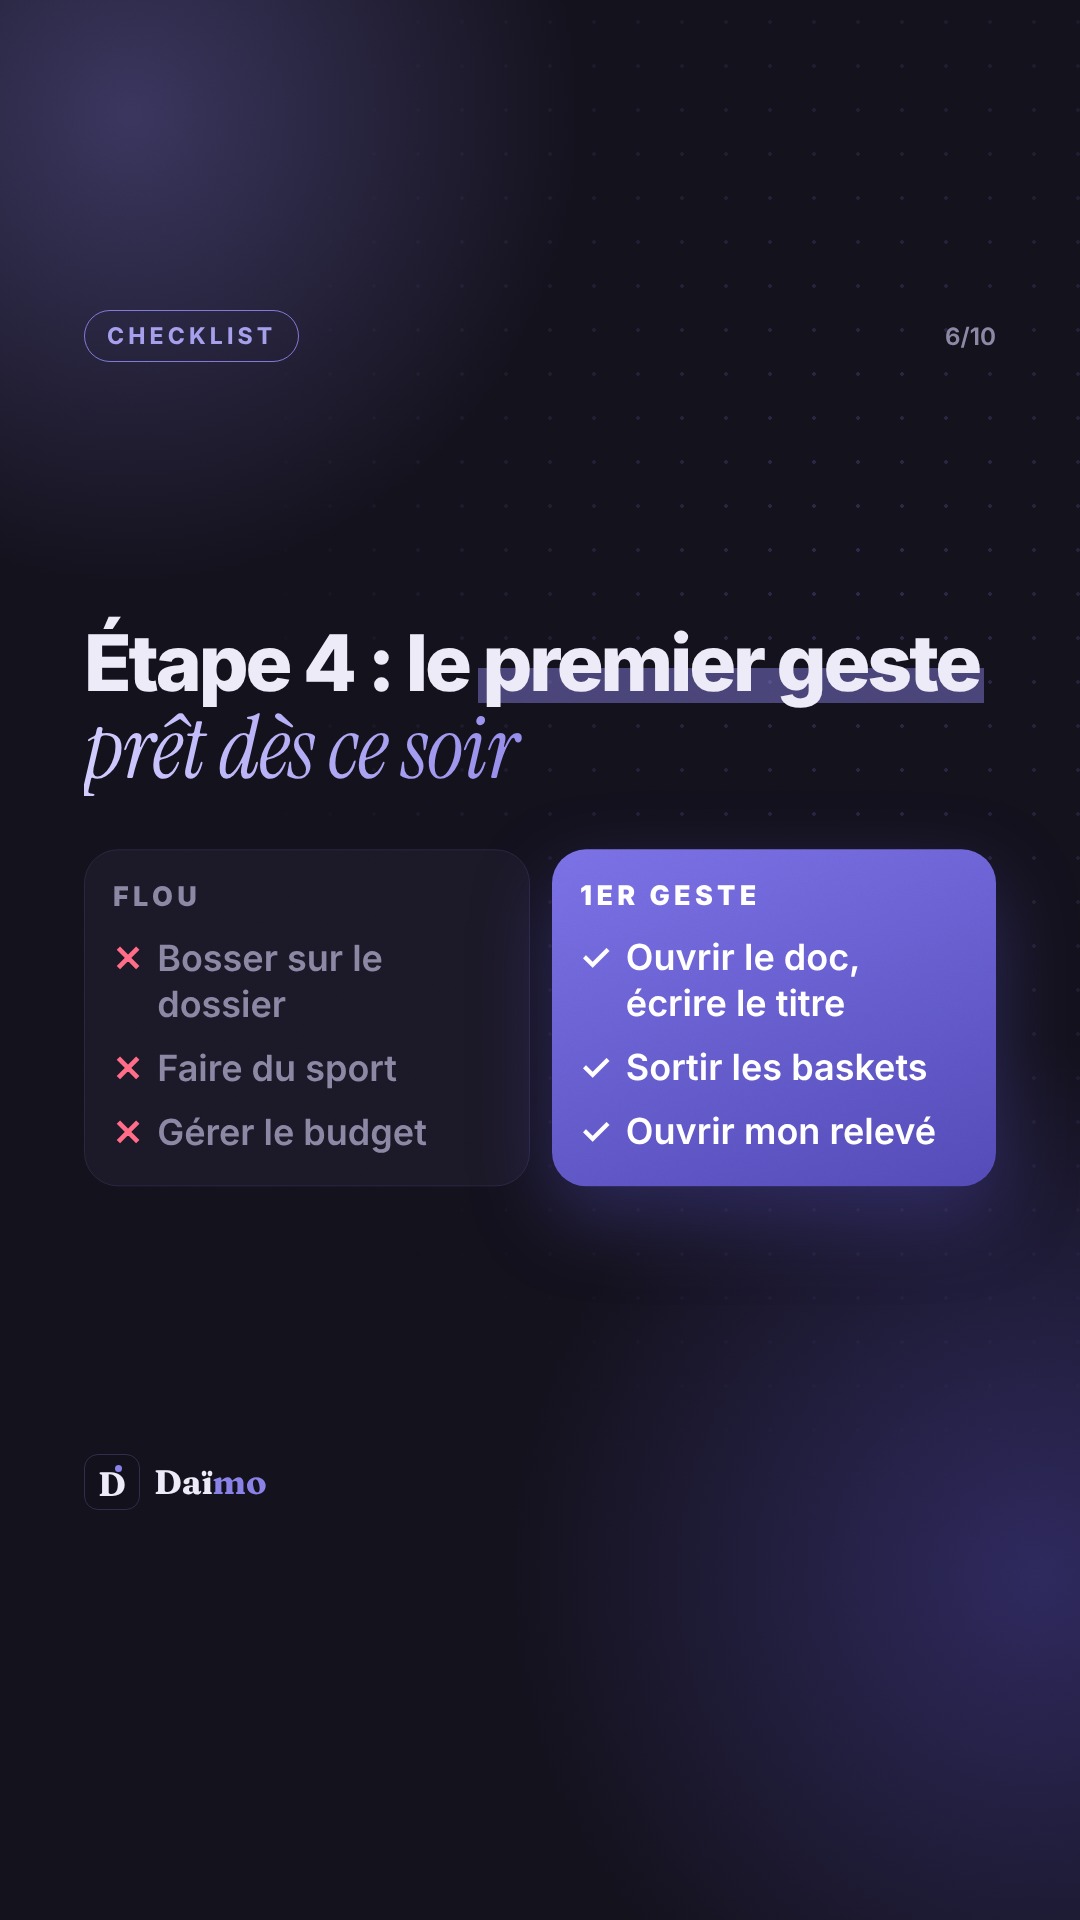 CHECKLIST
6/10
Étape 4 : le premier geste
prêt dès ce soir
FLOU
✕ Bosser sur le
dossier
✕ Faire du sport
✕ Gérer le budget
1ER GESTE
✓ Ouvrir le doc,
écrire le titre
✓ Sortir les baskets
✓ Ouvrir mon relevé
D Daïmo